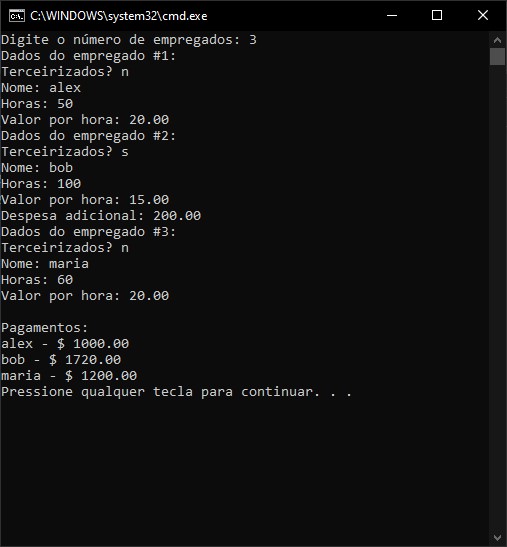 C:\WINDOWS\system32\cmd.exe
Digite o número de empregados: 3
Dados do empregado #1:
Terceirizados? n
Nome: alex
Horas: 50
Valor por hora: 20.00
Dados do empregado #2:
Terceirizados? s
Nome: bob
Horas: 100
Valor por hora: 15.00
Despesa adicional: 200.00
Dados do empregado #3:
Terceirizados? n
Nome: maria
Horas: 60
Valor por hora: 20.00

Pagamentos:
alex - $ 1000.00
bob - $ 1720.00
maria - $ 1200.00
Pressione qualquer tecla para continuar. . .